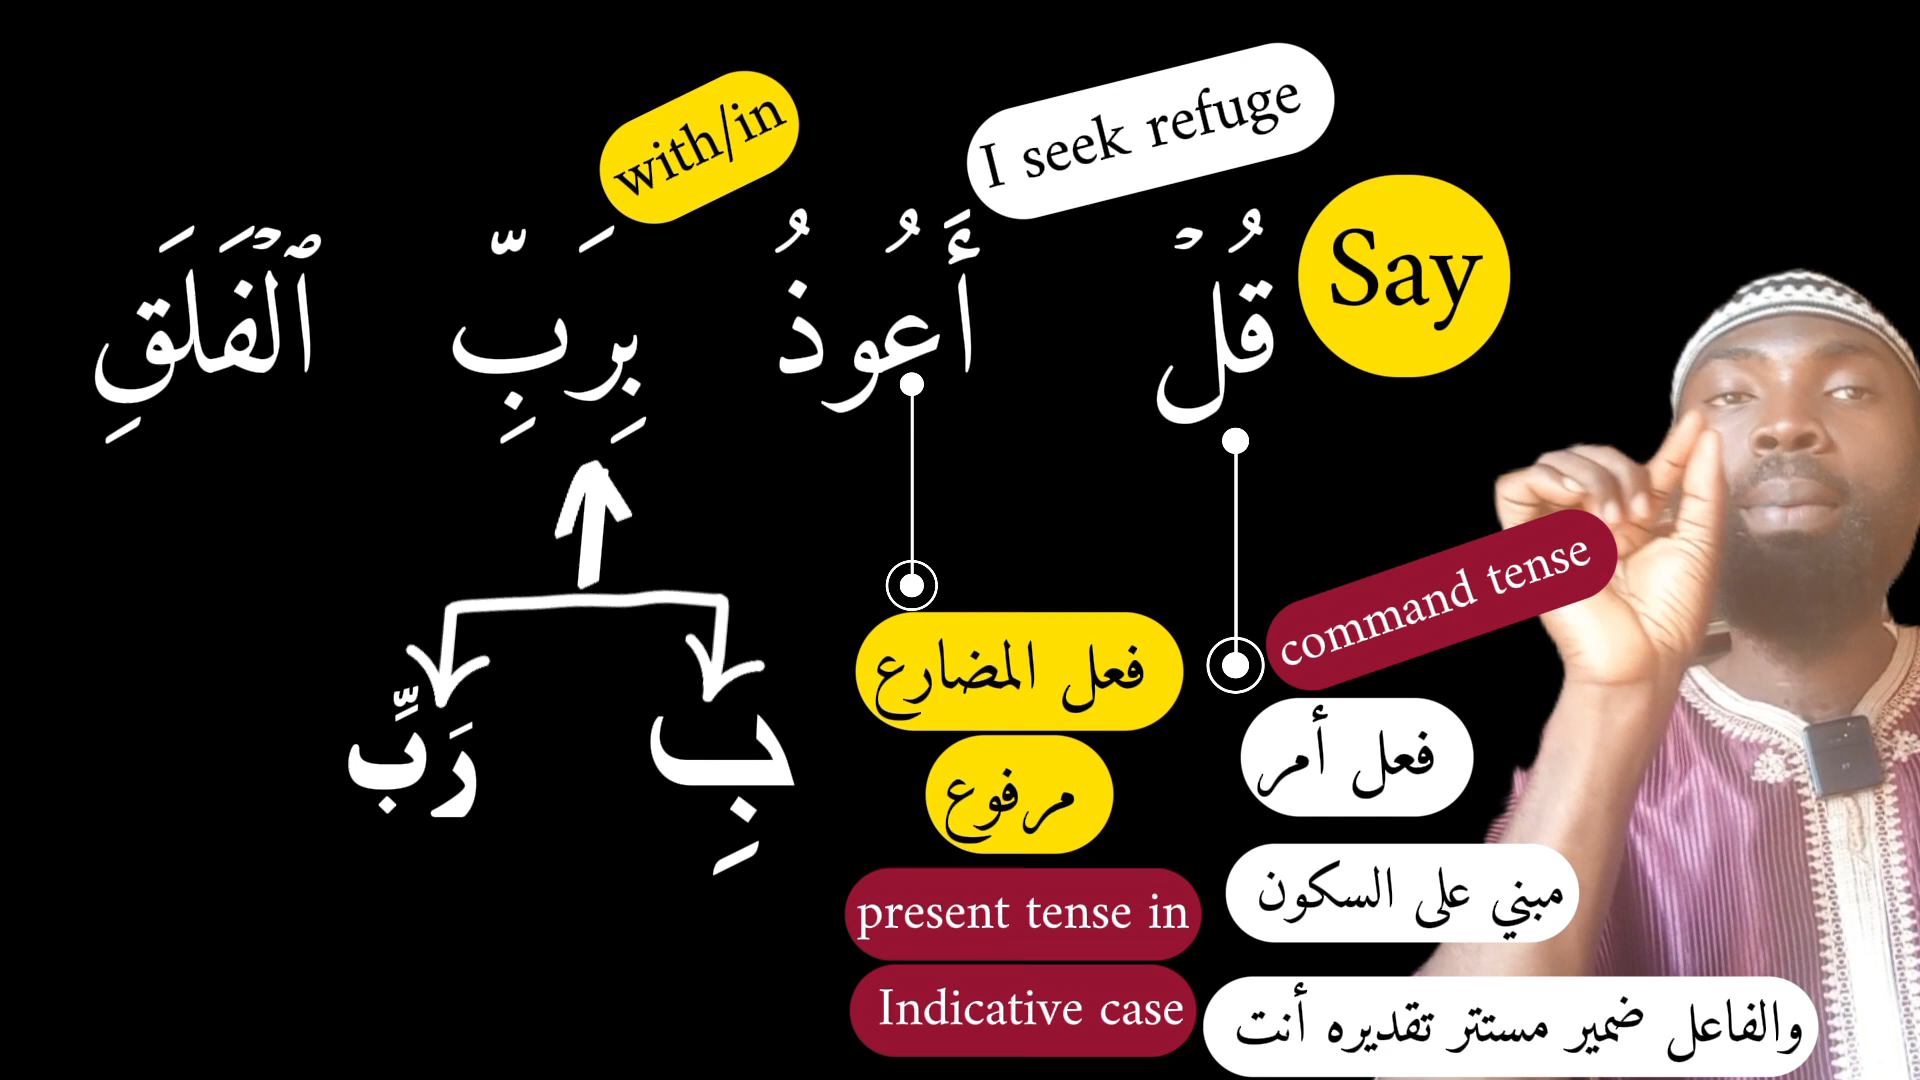 with/in
I seek refuge
Say
قُلۡ أَعُوذُ بِرَبِّ ٱلۡفَلَقِ
command tense
بِ
رَبِّ
فعل المضارع
مرفوع
present tense in
Indicative case
فعل أمر
مبني على السكون
والفاعل ضمير مستتر تقديره أنت